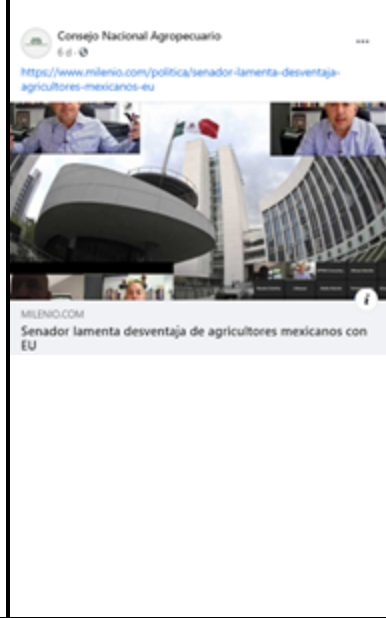 Consejo Nacional Agropecuario
6 d ·
https://www.milenio.com/politica/senador-lamenta-desventaja-
agricultores-mexicanos-eu
MILENIO.COM
Senador lamenta desventaja de agricultores mexicanos con
EU